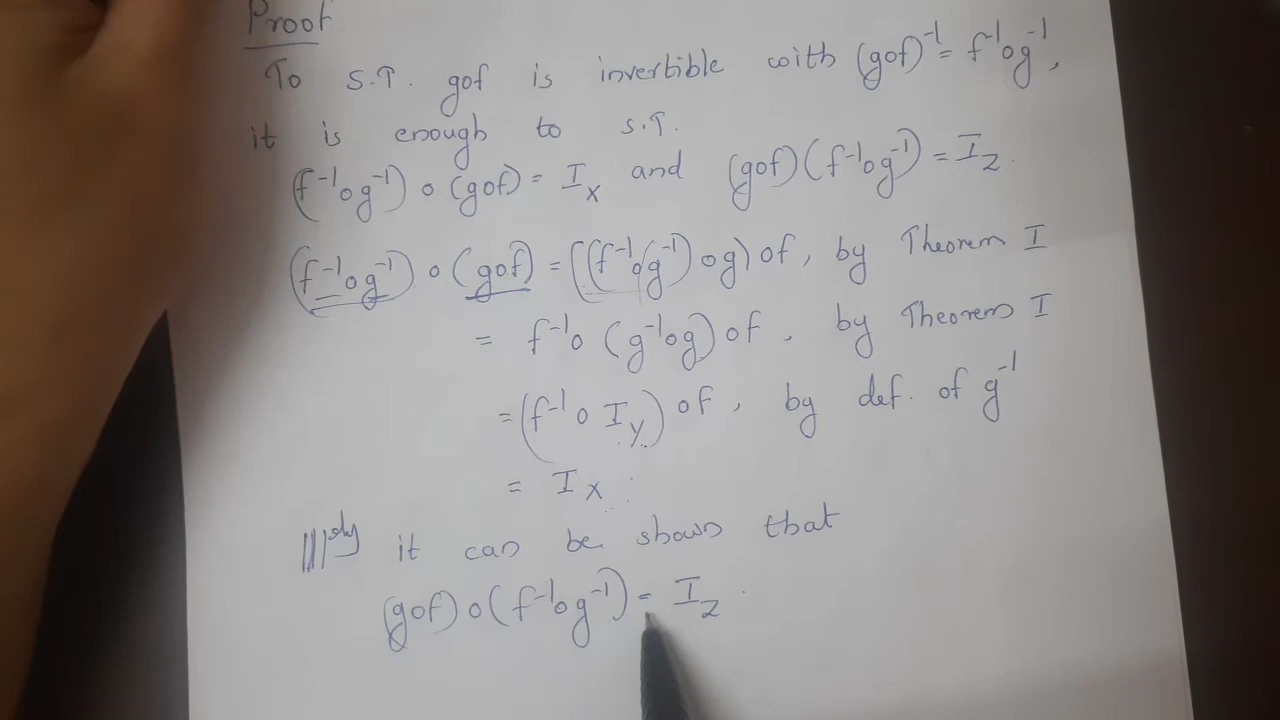 Proof
To S.T. gof is invertible with (gof)⁻¹ = f⁻¹og⁻¹,
it is enough to S.T.
(f⁻¹og⁻¹) o (gof) = I_X and (gof)(f⁻¹og⁻¹) = I_Z.
(f⁻¹og⁻¹) o (gof) = ((f⁻¹og⁻¹) og) of, by Theorem I
= f⁻¹o (g⁻¹og) of, by Theorem I
= (f⁻¹ o I_Y) of, by def. of g⁻¹
= I_X.
|||ly it can be shown that
(gof) o (f⁻¹og⁻¹) = I_Z.